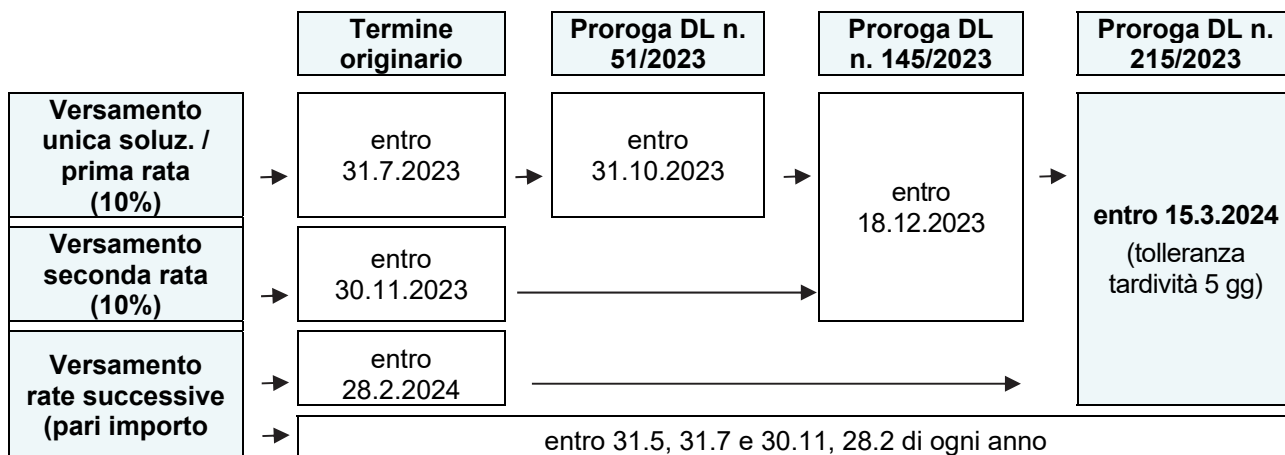 Termine
originario
Proroga DL n.
51/2023
Proroga DL
n. 145/2023
Proroga DL n.
215/2023
Versamento
unica soluz. /
prima rata
(10%)
entro
31.7.2023
entro
31.10.2023
entro
18.12.2023
entro 15.3.2024
(tolleranza
tardività 5 gg)
Versamento
seconda rata
(10%)
entro
30.11.2023
Versamento
rate successive
(pari importo
entro
28.2.2024
entro 31.5, 31.7 e 30.11, 28.2 di ogni anno